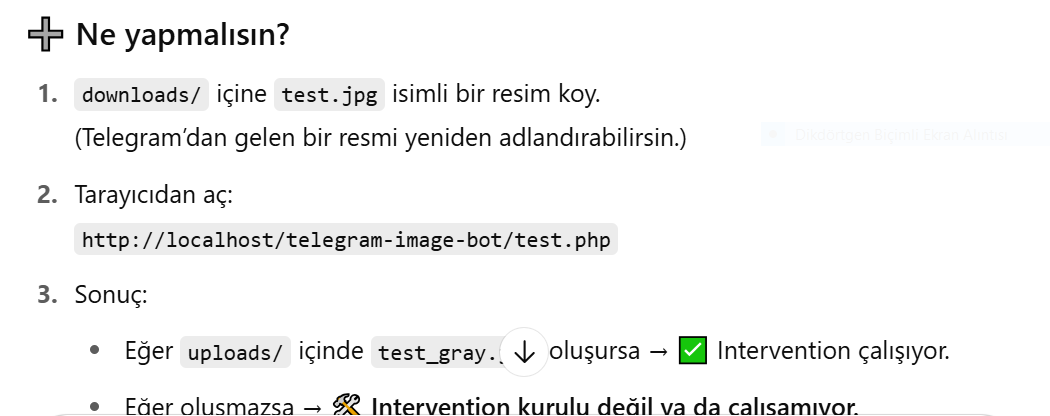 ➕ Ne yapmalısın?
1. downloads/ içine test.jpg isimli bir resim koy.
(Telegram'dan gelen bir resmi yeniden adlandırabilirsin.)
Dikdörtgen Biçimli Ekran Alıntısı
2. Tarayıcıdan aç:
http://localhost/telegram-image-bot/test.php
3. Sonuç:
• Eğer uploads/ içinde test_gray. oluşursa → ✅ Intervention çalışıyor.
• Eğer oluşmazsa → 🛠 Intervention kurulu değil ya da çalışamıyor.